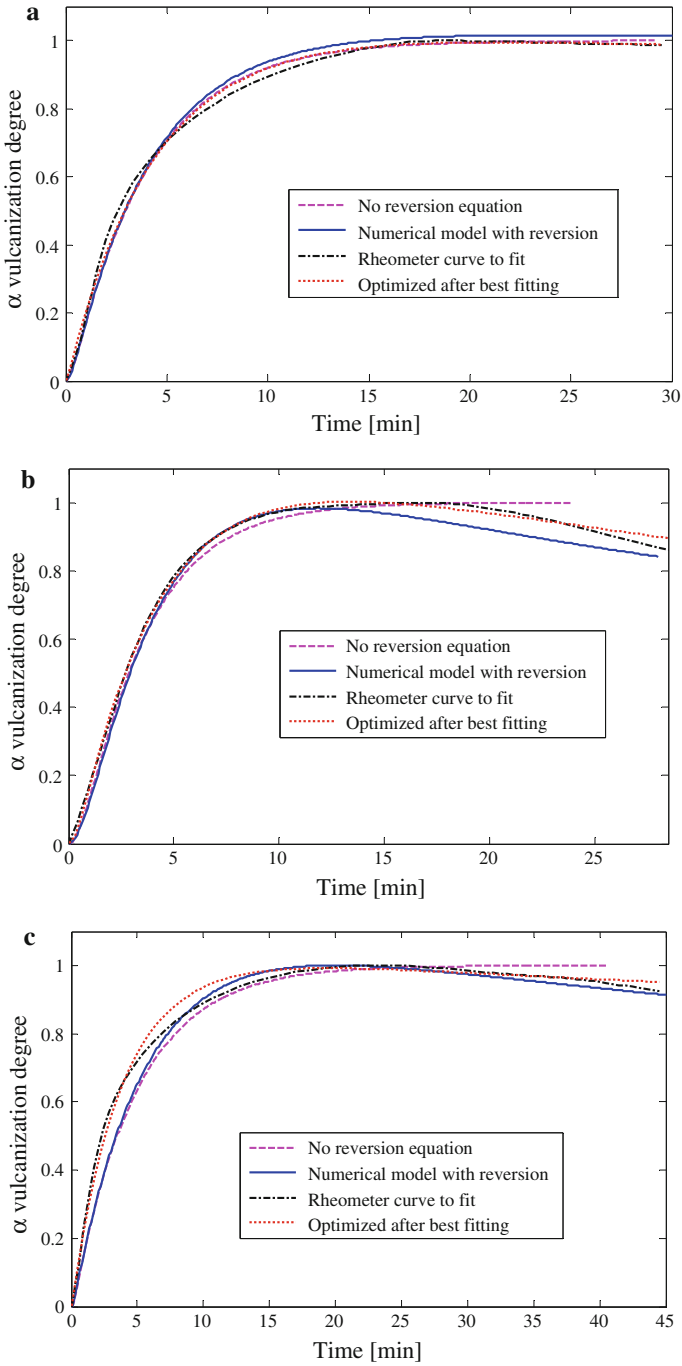 a
α vulcanization degree
1
0.8
0.6
0.4
0.2
0
No reversion equation
Numerical model with reversion
Rheometer curve to fit
Optimized after best fitting
0 5 10 15 20 25 30
Time [min]
b
α vulcanization degree
1
0.8
0.6
0.4
0.2
0
No reversion equation
Numerical model with reversion
Rheometer curve to fit
Optimized after best fitting
0 5 10 15 20 25
Time [min]
c
α vulcanization degree
1
0.8
0.6
0.4
0.2
0
No reversion equation
Numerical model with reversion
Rheometer curve to fit
Optimized after best fitting
0 5 10 15 20 25 30 35 40 45
Time [min]